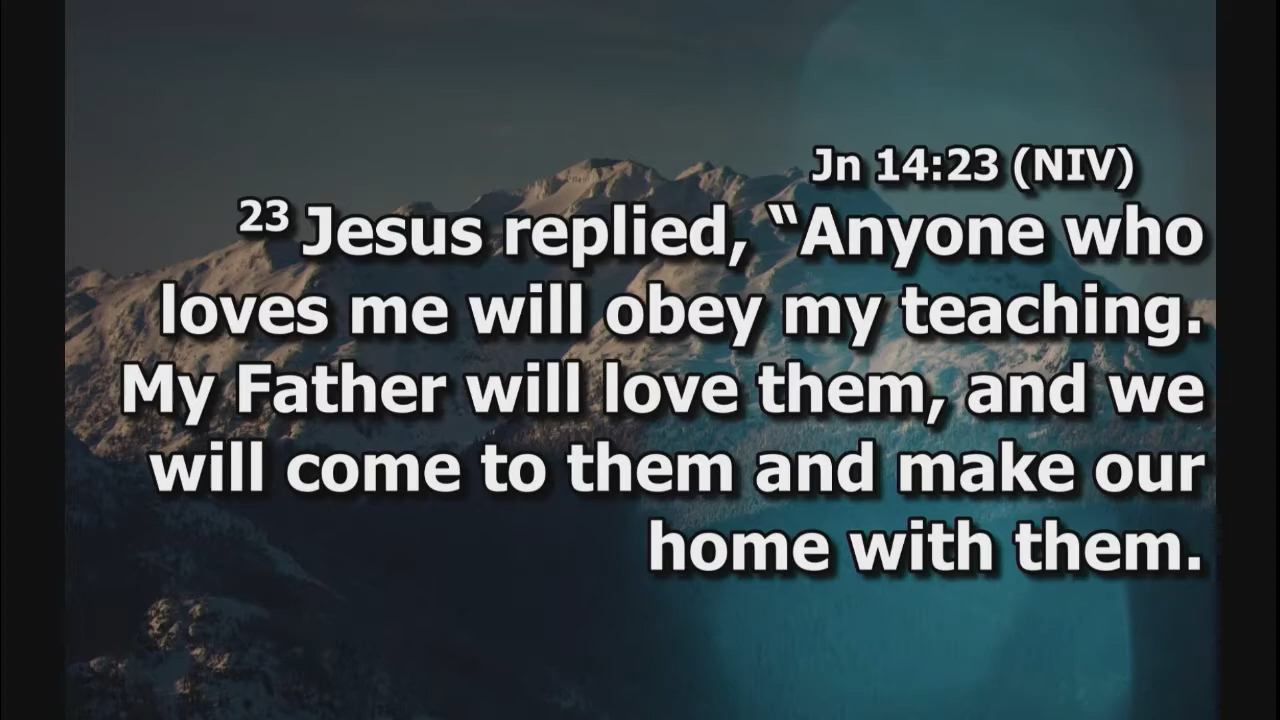 Jn 14:23 (NIV)
23 Jesus replied, “Anyone who
loves me will obey my teaching.
My Father will love them, and we
will come to them and make our
home with them.